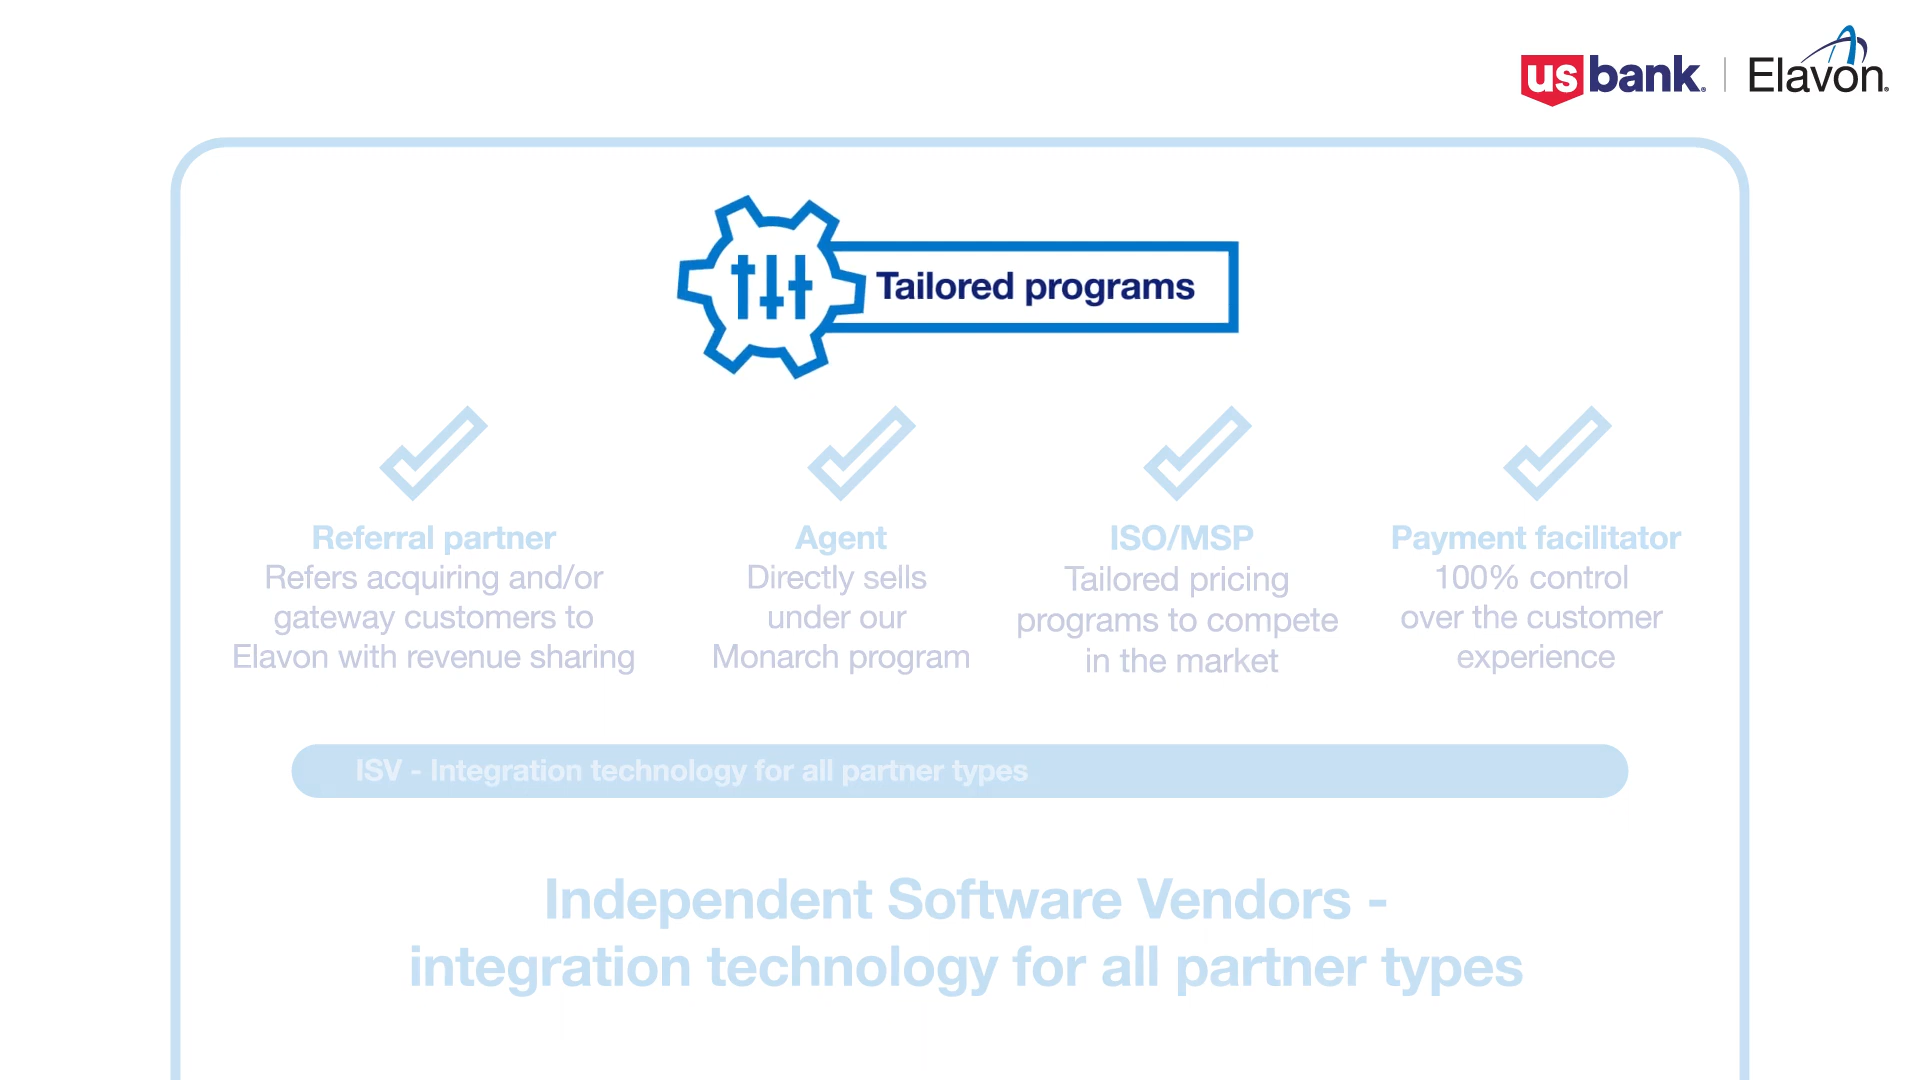 usbank. | Elavon.
Tailored programs
Referral partner
Refers acquiring and/or
gateway customers to
Elavon with revenue sharing
Agent
Directly sells
under our
Monarch program
ISO/MSP
Tailored pricing
programs to compete
in the market
Payment facilitator
100% control
over the customer
experience
ISV - Integration technology for all partner types
Independent Software Vendors -
integration technology for all partner types